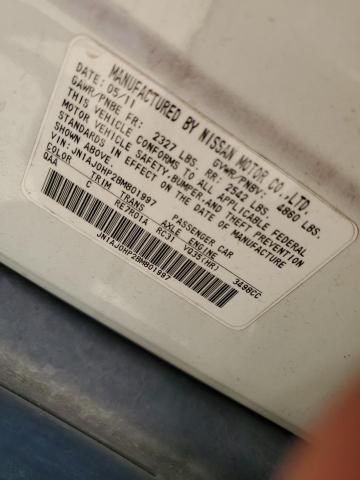 MANUFACTURED BY NISSAN MOTOR CO.,LTD.
DATE: 05/11 GVWR/PNBV: 4860 LBS.
GAWR/PNBE FR: 2327 LBS RR: 2542 LBS.
THIS VEHICLE CONFORMS TO ALL APPLICABLE FEDERAL
MOTOR VEHICLE SAFETY,BUMPER,AND THEFT PREVENTION
STANDARDS IN EFFECT ON THE DATE OF MANUFACTURE
SHOWN ABOVE.
VIN: JN1AJ0HP2BM801997 PASSENGER CAR
COLOR TRIM TRANS AXLE ENGINE
QAA C RE7R01A RC31 VQ35(HR) 3498CC
JN1AJ0HP2BM801997